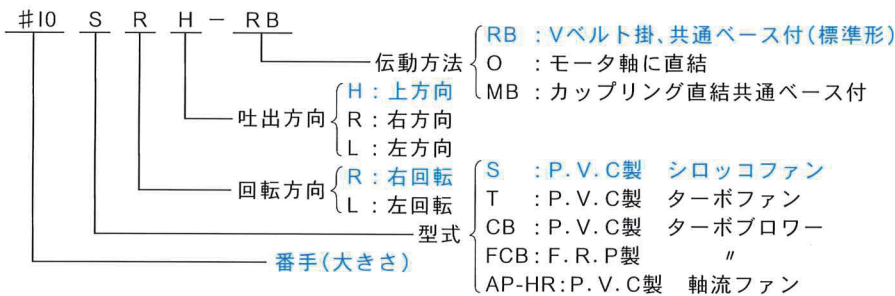 #10 S R H - RB
伝動方法
RB : Vベルト掛、共通ベース付(標準形)
O : モータ軸に直結
MB : カップリング直結共通ベース付
吐出方向
H : 上方向
R : 右方向
L : 左方向
回転方向
R : 右回転
L : 左回転
型式
S : P.V.C製 シロッコファン
T : P.V.C製 ターボファン
CB : P.V.C製 ターボブロワー
FCB : F.R.P製 〃
AP-HR : P.V.C製 軸流ファン
番手(大きさ)